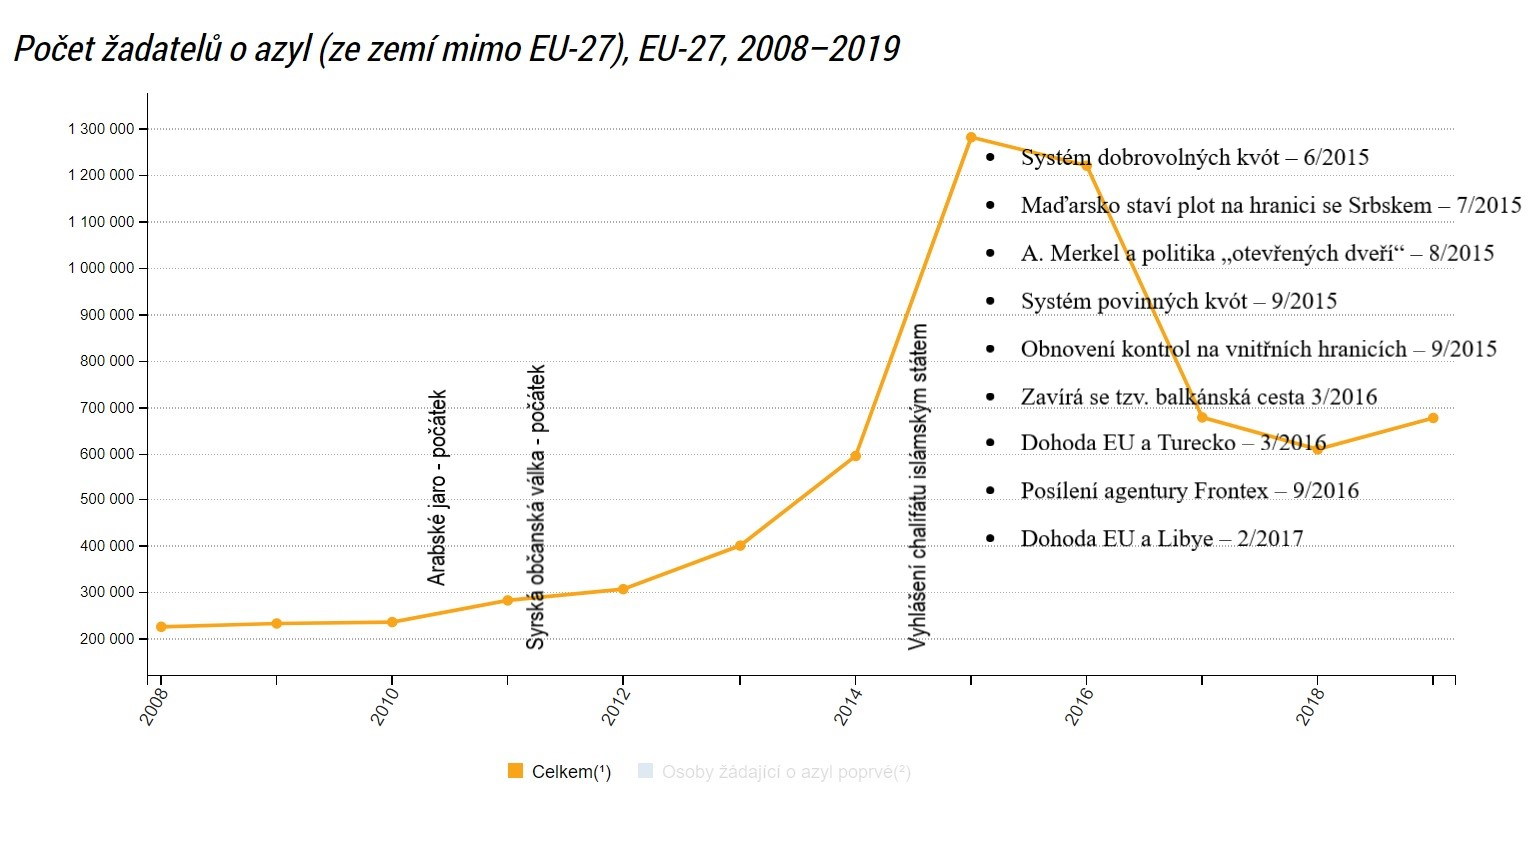 Počet žadatelů o azyl (ze zemí mimo EU-27), EU-27, 2008–2019
1 300 000
1 200 000
1 100 000
1 000 000
900 000
800 000
700 000
600 000
500 000
400 000
300 000
200 000
Arabské jaro - počátek
Syrská občanská válka - počátek
Vyhlášení chalífátu islámským státem
• Systém dobrovolných kvót – 6/2015
• Maďarsko staví plot na hranici se Srbskem – 7/2015
• A. Merkel a politika „otevřených dveří“ – 8/2015
• Systém povinných kvót – 9/2015
• Obnovení kontrol na vnitřních hranicích – 9/2015
• Zavírá se tzv. balkánská cesta 3/2016
• Dohoda EU a Turecko – 3/2016
• Posílení agentury Frontex – 9/2016
• Dohoda EU a Libye – 2/2017
2008
2010
2012
2014
2016
2018
Celkem(¹)
Osoby žádající o azyl poprvé(²)